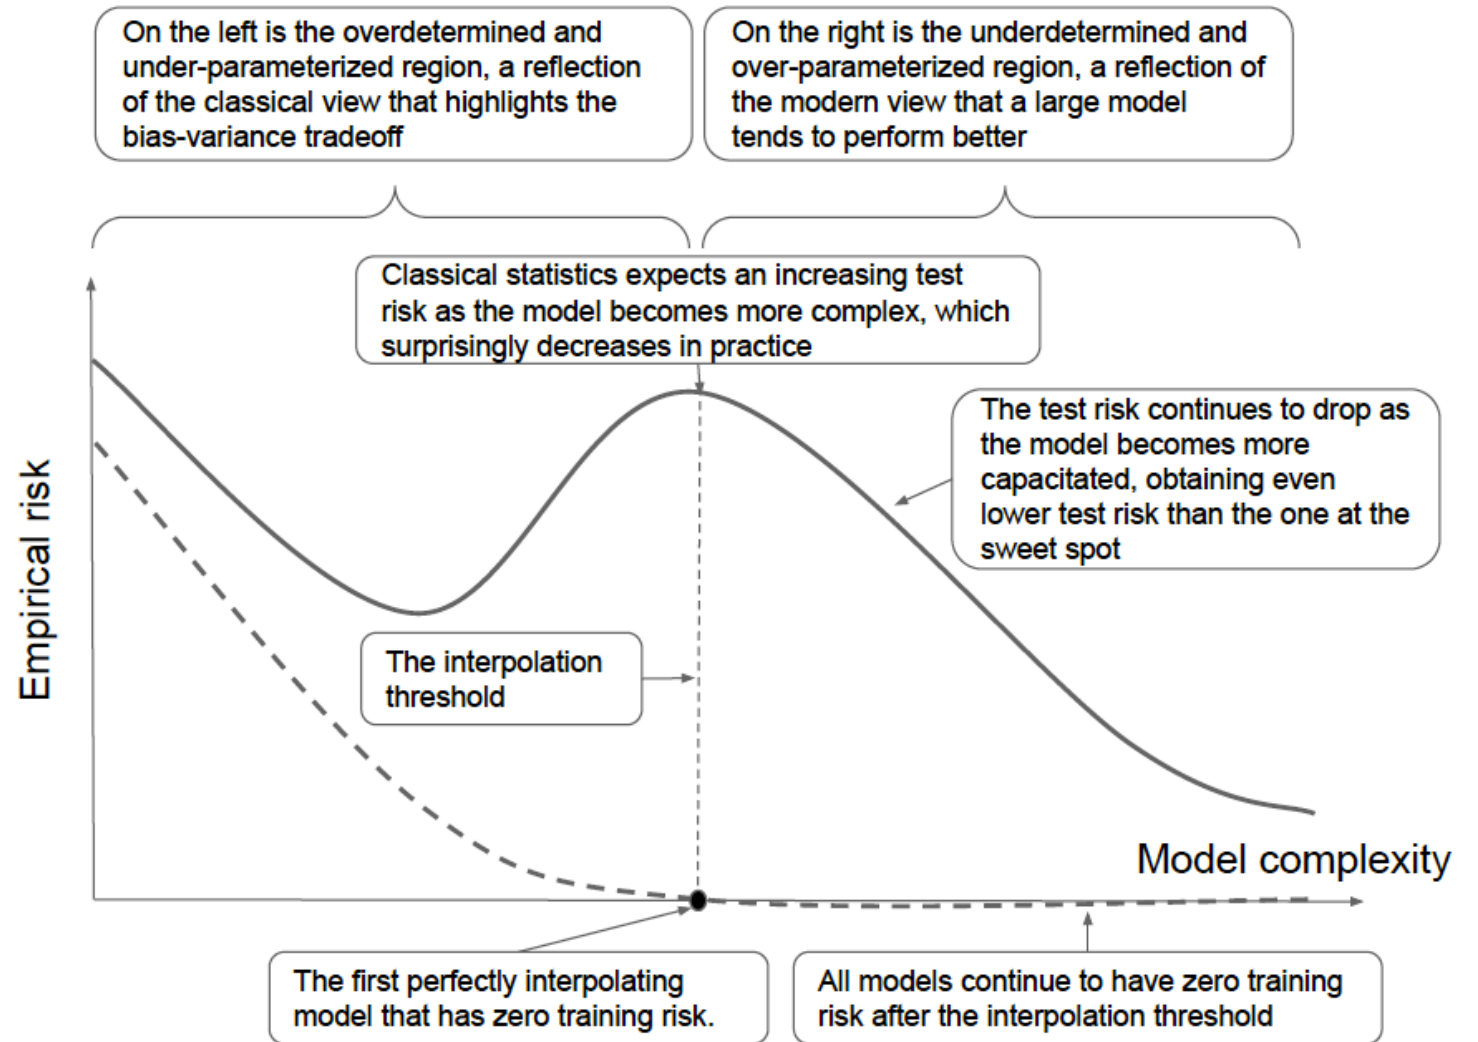 On the left is the overdetermined and
under-parameterized region, a reflection
of the classical view that highlights the
bias-variance tradeoff
On the right is the underdetermined and
over-parameterized region, a reflection of
the modern view that a large model
tends to perform better
Classical statistics expects an increasing test
risk as the model becomes more complex, which
surprisingly decreases in practice
The test risk continues to drop as
the model becomes more
capacitated, obtaining even
lower test risk than the one at the
sweet spot
Empirical risk
The interpolation
threshold
Model complexity
The first perfectly interpolating
model that has zero training risk.
All models continue to have zero training
risk after the interpolation threshold